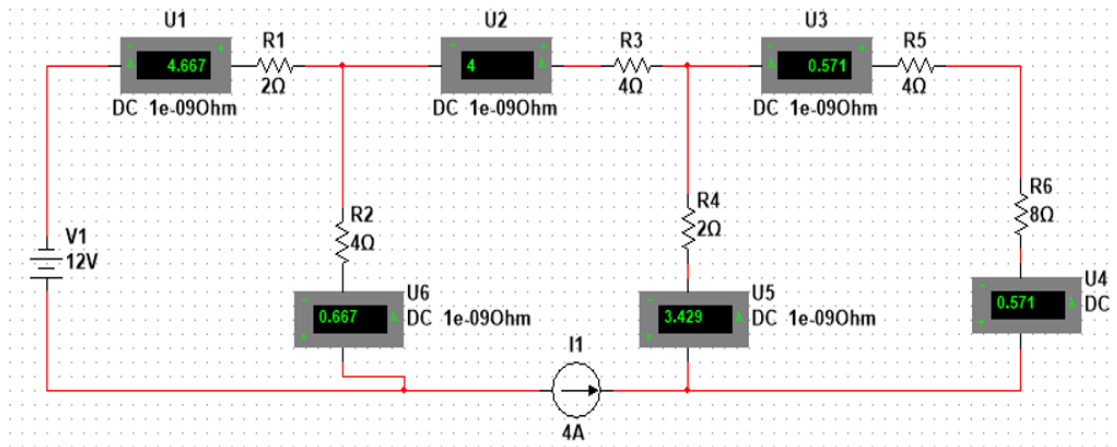 U1
U2
U3
R1
R3
R5
4.667
4
0.571
2Ω
4Ω
4Ω
DC 1e-09Ohm
DC 1e-09Ohm
DC 1e-09Ohm
R2
4Ω
R4
2Ω
R6
8Ω
V1
12V
U6
0.667
DC 1e-09Ohm
U5
3.429
DC 1e-09Ohm
U4
0.571
DC
I1
4A